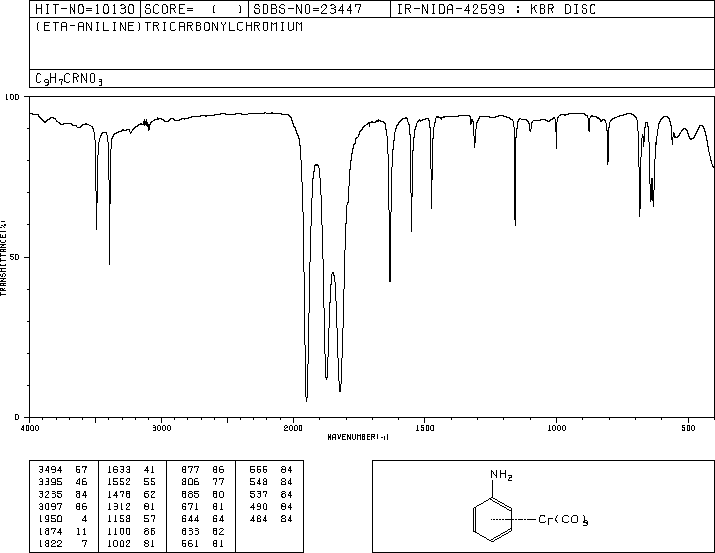 HIT-NO=10130 SCORE= ( ) SDBS-NO=23447 IR-NIDA-42599 : KBR DISC
(ETA-ANILINE)TRICARBONYLCHROMIUM
C9H7CRNO3
100
50
0
TRANSMITTANCE(%)
4000 3000 2000 1500 1000 500
WAVENUMBER(-1)
3494 57 1633 41 877 86 566 84
3395 46 1552 55 806 77 548 84
3235 84 1478 62 685 80 537 84
3097 86 1312 81 671 81 490 84
1950 4 1158 57 644 64 484 84
1874 11 1100 86 633 62
1822 7 1002 81 561 81
NH2
Cr(CO)3